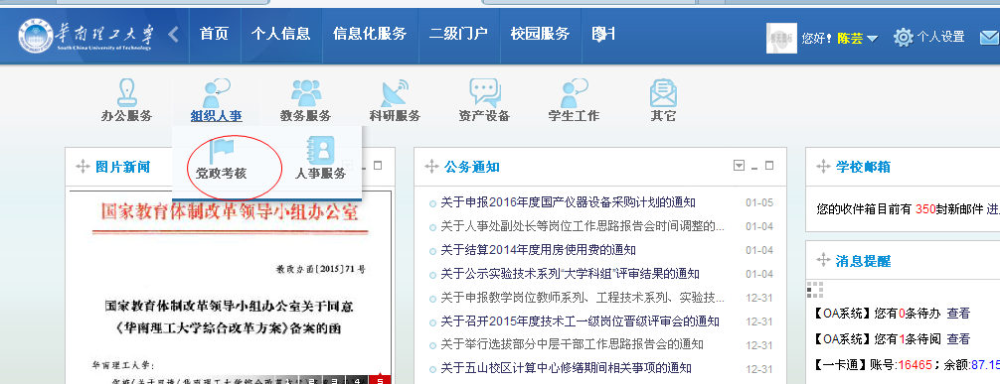 华南理工大学
South China University of Technology
首页 个人信息 信息化服务 二级门户 校园服务
您好! 陈芸 个人设置
办公服务 组织人事 教务服务 科研服务 资产设备 学生工作 其它
党政考核 人事服务
图片新闻
国家教育体制改革领导小组办公室
教改办函[2015]71号
国家教育体制改革领导小组办公室关于同意
《华南理工大学综合改革方案》备案的函
华南理工大学:
1 2 3 4 5
公务通知
关于申报2016年度国产仪器设备采购计划的通知 01-05
关于人事处副处长等岗位工作思路报告会时间调整的... 01-04
关于结算2014年度用房使用费的通知 01-04
关于公示实验技术系列“大学科组”评审结果的通知 01-04
关于申报教学岗位教师系列、工程技术系列、实验技... 12-31
关于召开2015年度技术工一级岗位晋级评审会的通知 12-31
关于举行选拔部分中层干部工作思路报告会的通知 12-31
关于五山校区计算中心修缮期间相关事项的通知 12-31
学校邮箱
您的收件箱目前有 350封新邮件 进
消息提醒
【OA系统】您有0条待办 查看
【OA系统】您有1条待阅 查看
【一卡通】账号:16465；余额:87.15